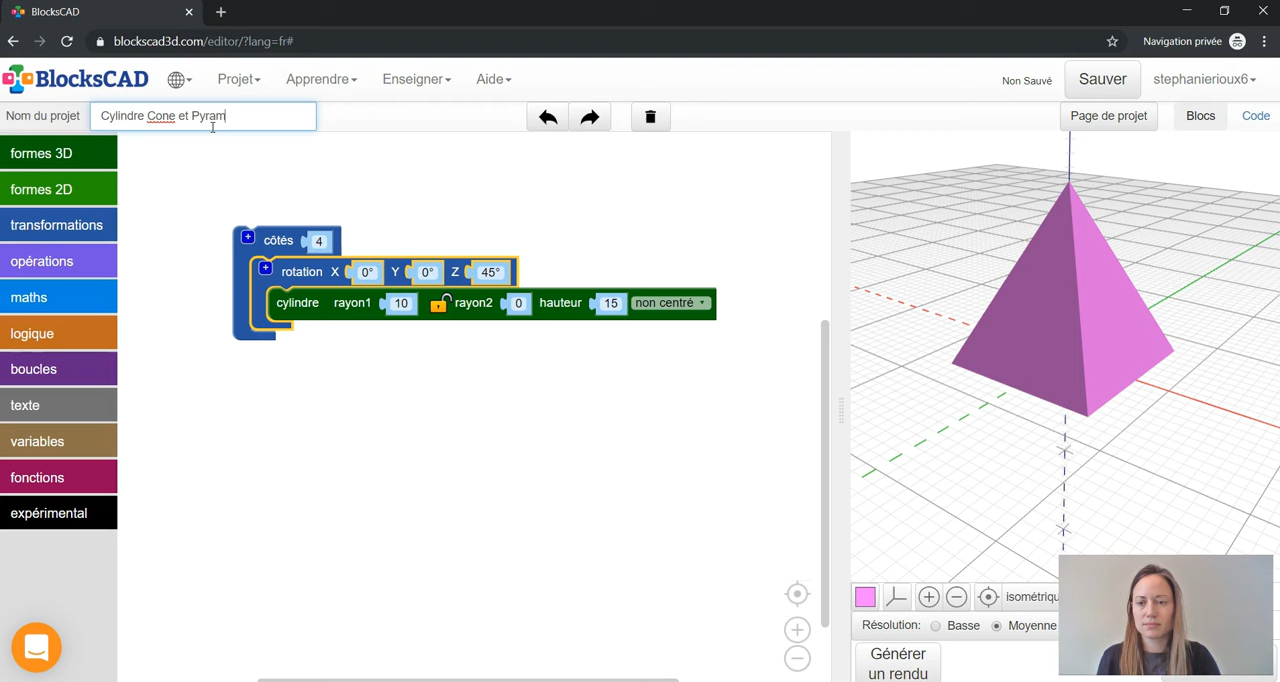 BlocksCAD
blockscad3d.com/editor/?lang=fr#
Navigation privée
BlocksCAD
Projet
Apprendre
Enseigner
Aide
Non Sauvé
Sauver
stephanierioux6
Nom du projet
Cylindre Cone et Pyram
Page de projet
Blocs
Code
formes 3D
formes 2D
transformations
opérations
maths
logique
boucles
texte
variables
fonctions
expérimental
côtés 4
rotation X 0° Y 0° Z 45°
cylindre rayon1 10 rayon2 0 hauteur 15 non centré
isométriqu
Résolution: Basse Moyenne
Générer
un rendu